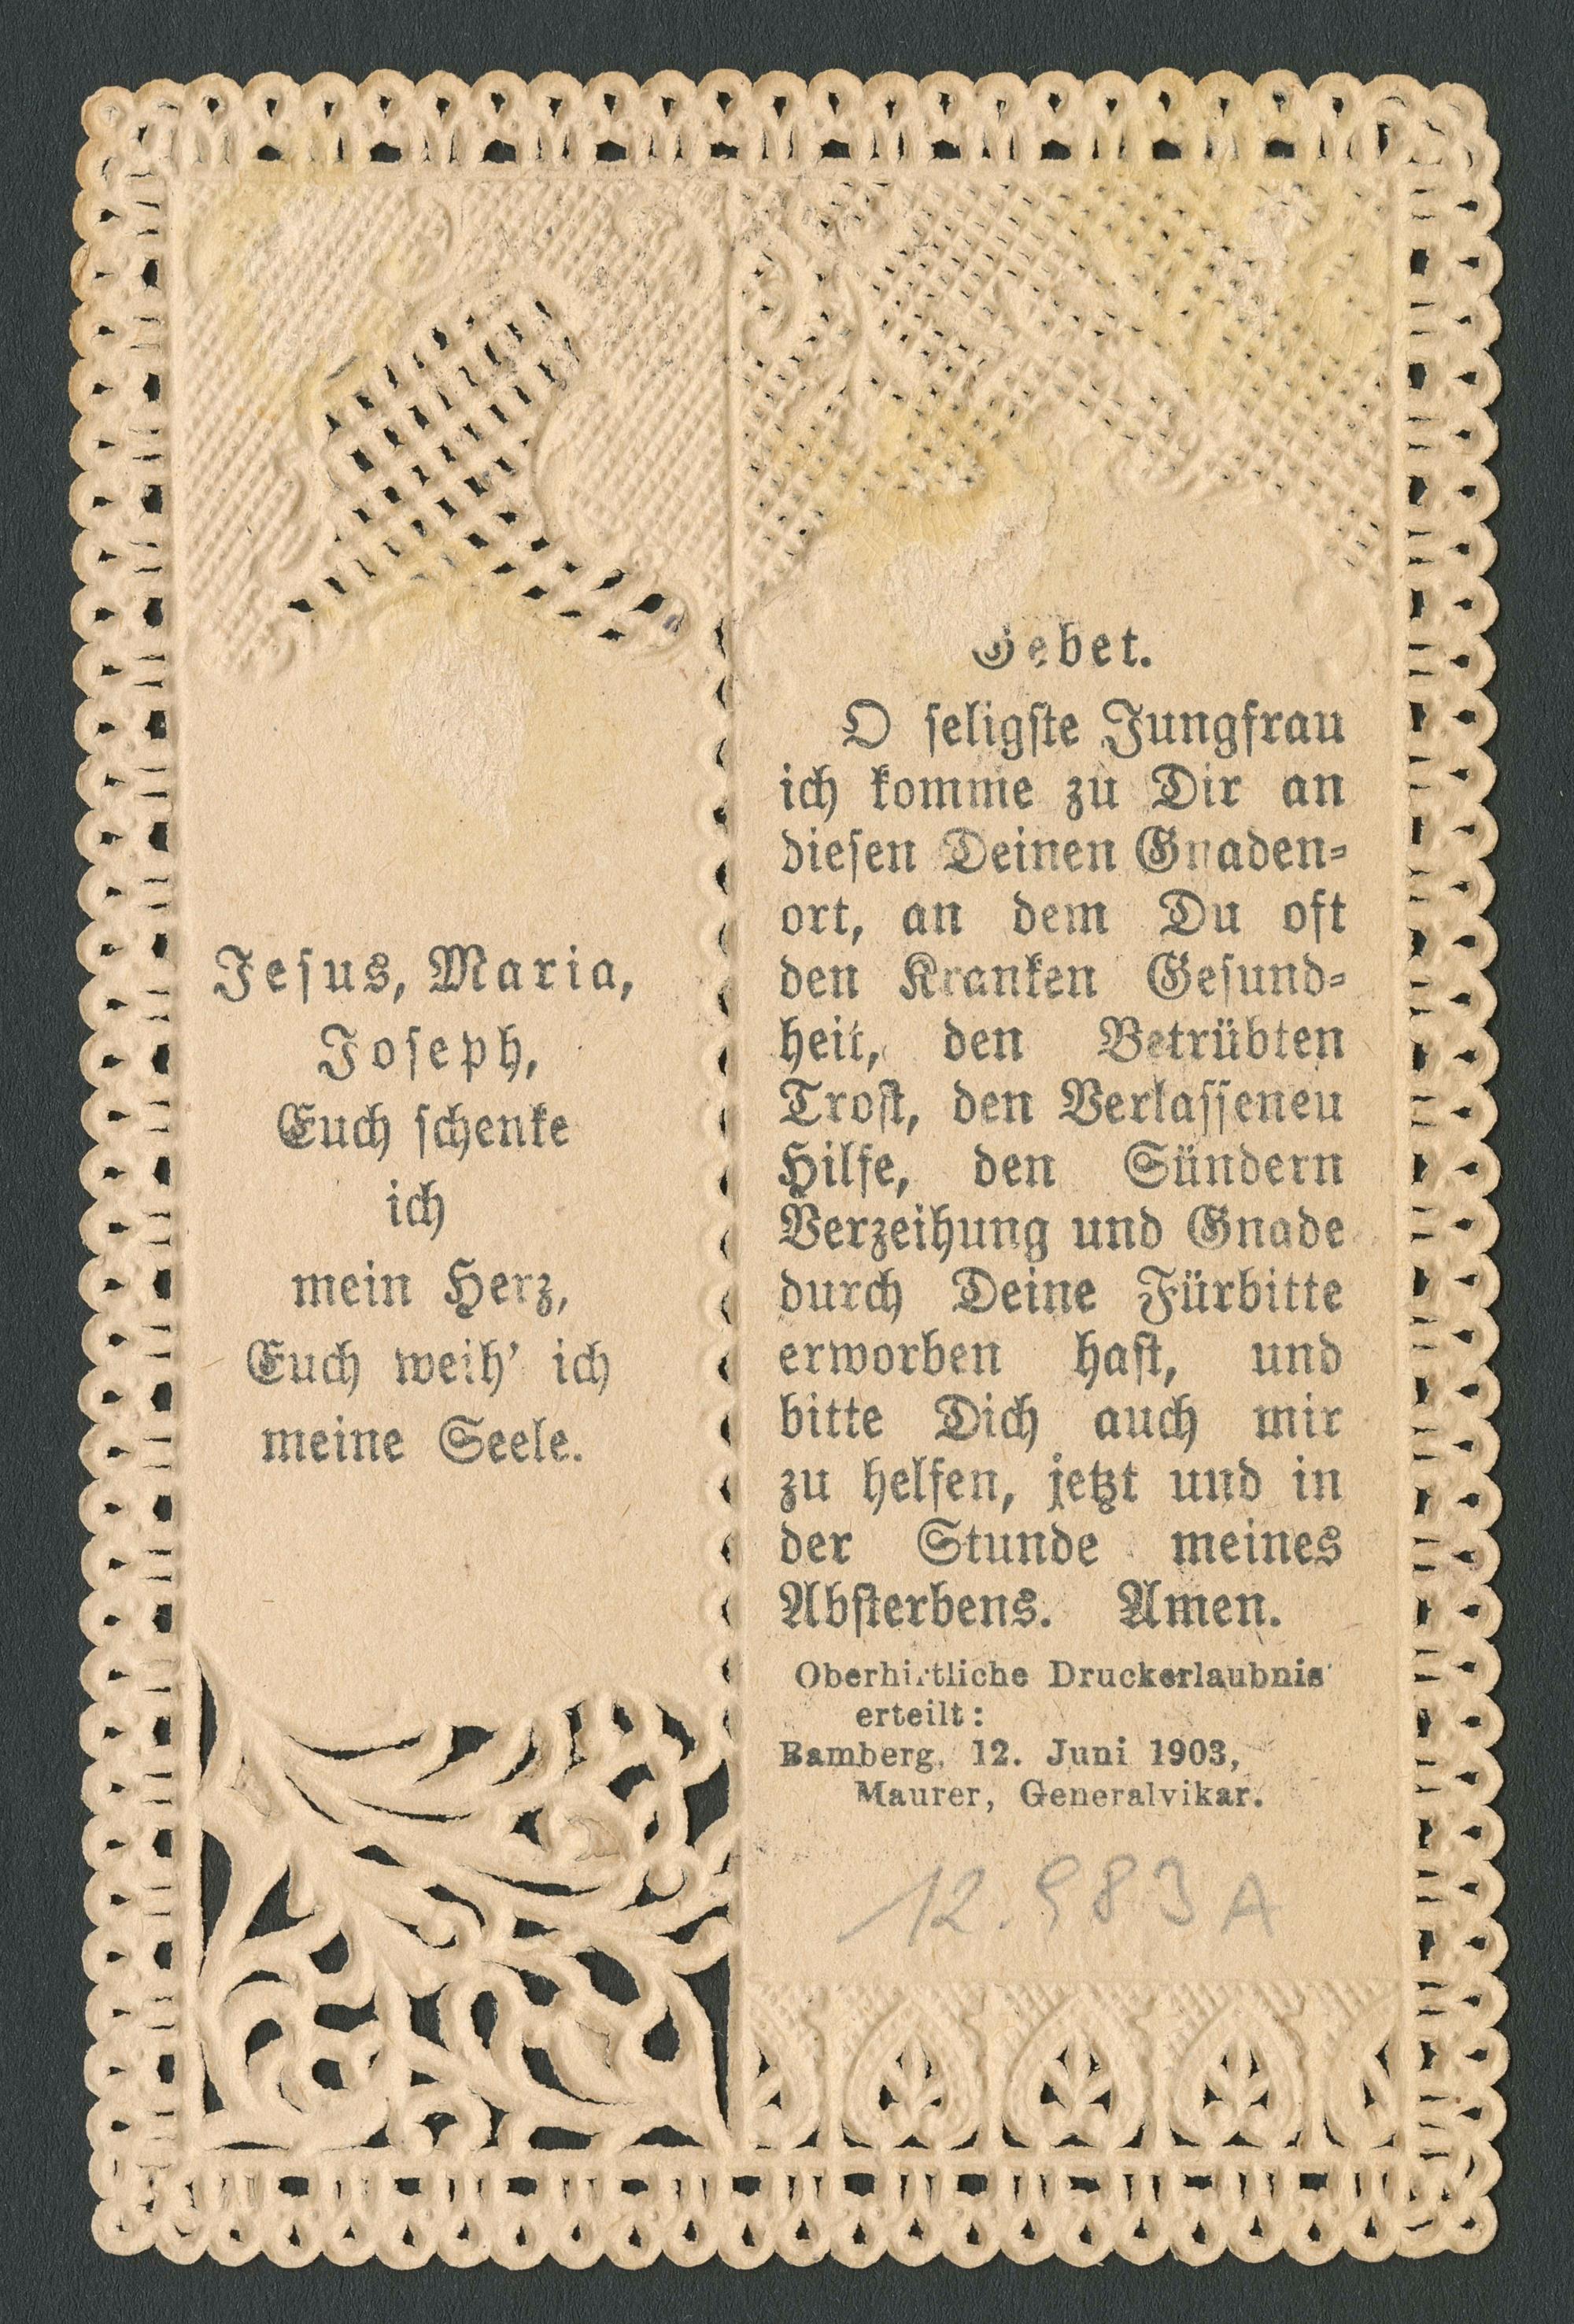 Jesus, Maria,
Joseph,
Euch schenke
ich
mein Herz,
Euch weih' ich
meine Seele.
Gebet.
O seligste Jungfrau
ich komme zu Dir an
diesen Deinen Gnaden-
ort, an dem Du oft
den Kranken Gesund-
heit, den Betrübten
Trost, den Verlasseneu
Hilfe, den Sündern
Verzeihung und Gnade
durch Deine Fürbitte
erworben hast, und
bitte Dich auch mir
zu helfen, jetzt und in
der Stunde meines
Absterbens. Amen.
Oberhirtliche Druckerlaubnis
erteilt:
Bamberg, 12. Juni 1903,
Maurer, Generalvikar.
12.983 A